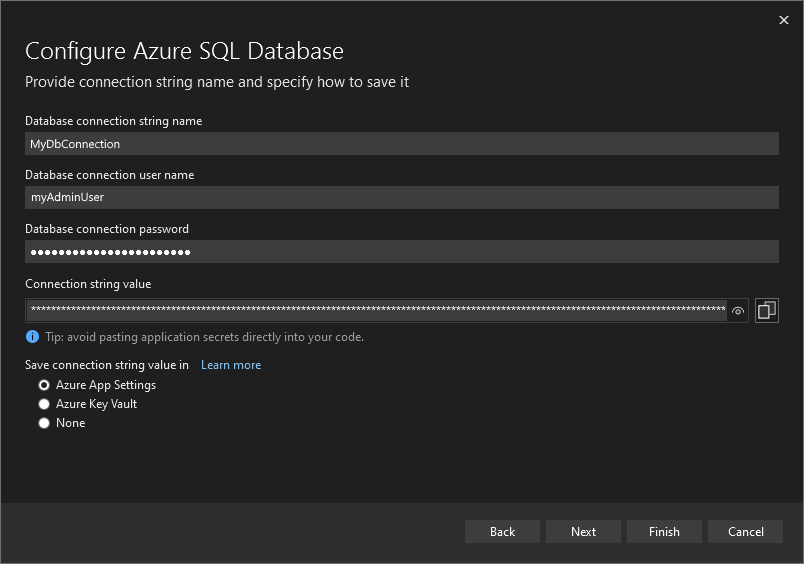 Configure Azure SQL Database
Provide connection string name and specify how to save it
Database connection string name
MyDbConnection
Database connection user name
myAdminUser
Database connection password
●●●●●●●●●●●●●●●●●●●●●●●
Connection string value
Tip: avoid pasting application secrets directly into your code.
Save connection string value in Learn more
Azure App Settings
Azure Key Vault
None
Back Next Finish Cancel